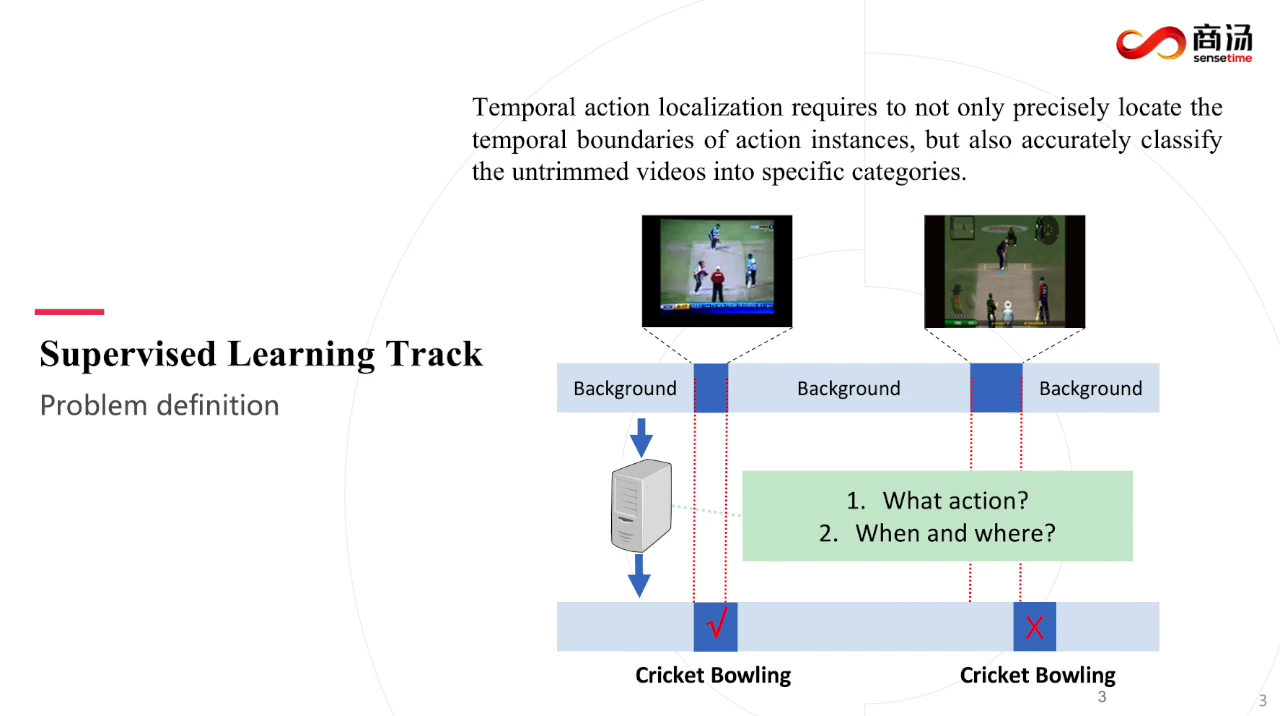 商汤
sensetime
Temporal action localization requires to not only precisely locate the
temporal boundaries of action instances, but also accurately classify
the untrimmed videos into specific categories.
Supervised Learning Track
Problem definition
Background
Background
Background
1. What action?
2. When and where?
√
X
Cricket Bowling
Cricket Bowling
3
3